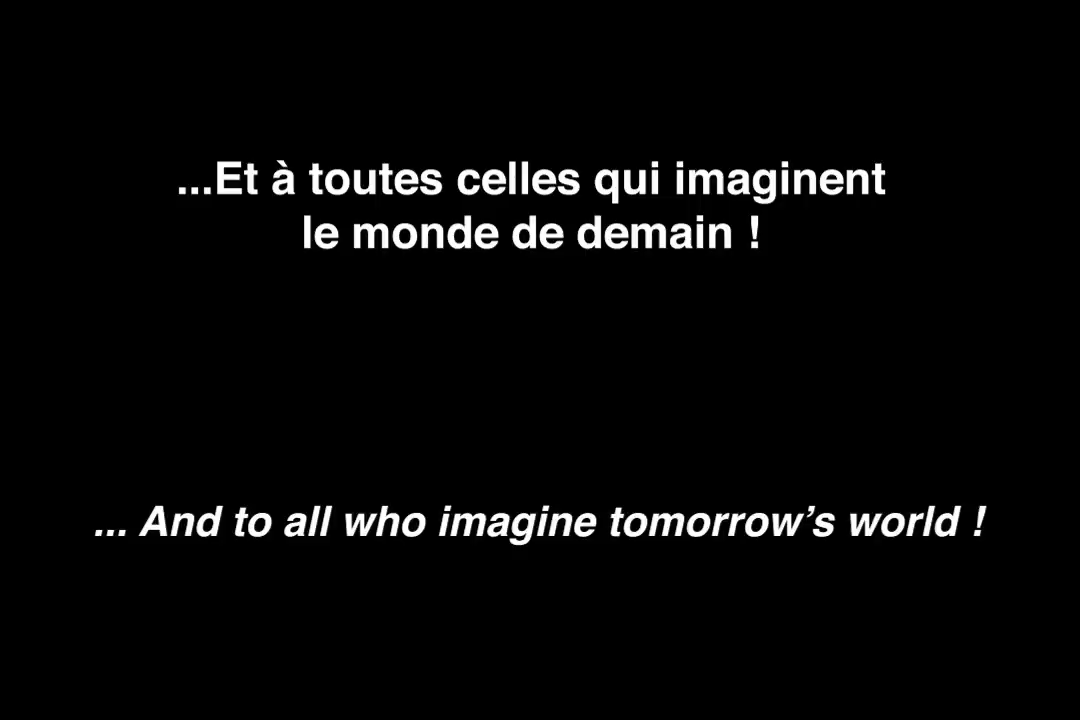 ...Et à toutes celles qui imaginent
le monde de demain !
... And to all who imagine tomorrow’s world !